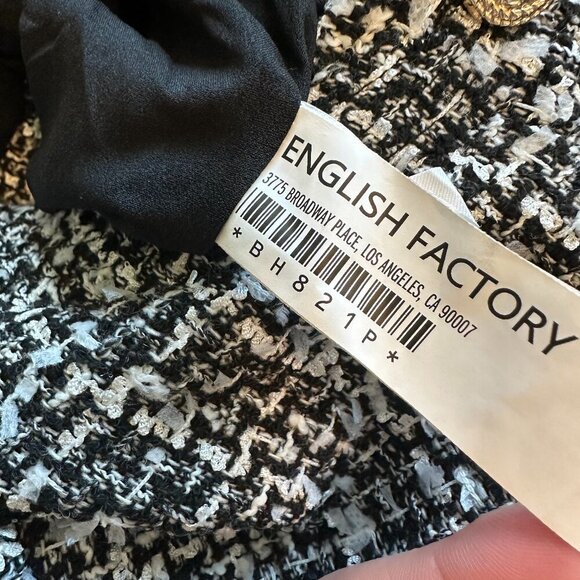 ENGLISH FACTORY
3775 BROADWAY PLACE, LOS ANGELES, CA 90007
*BH821P*